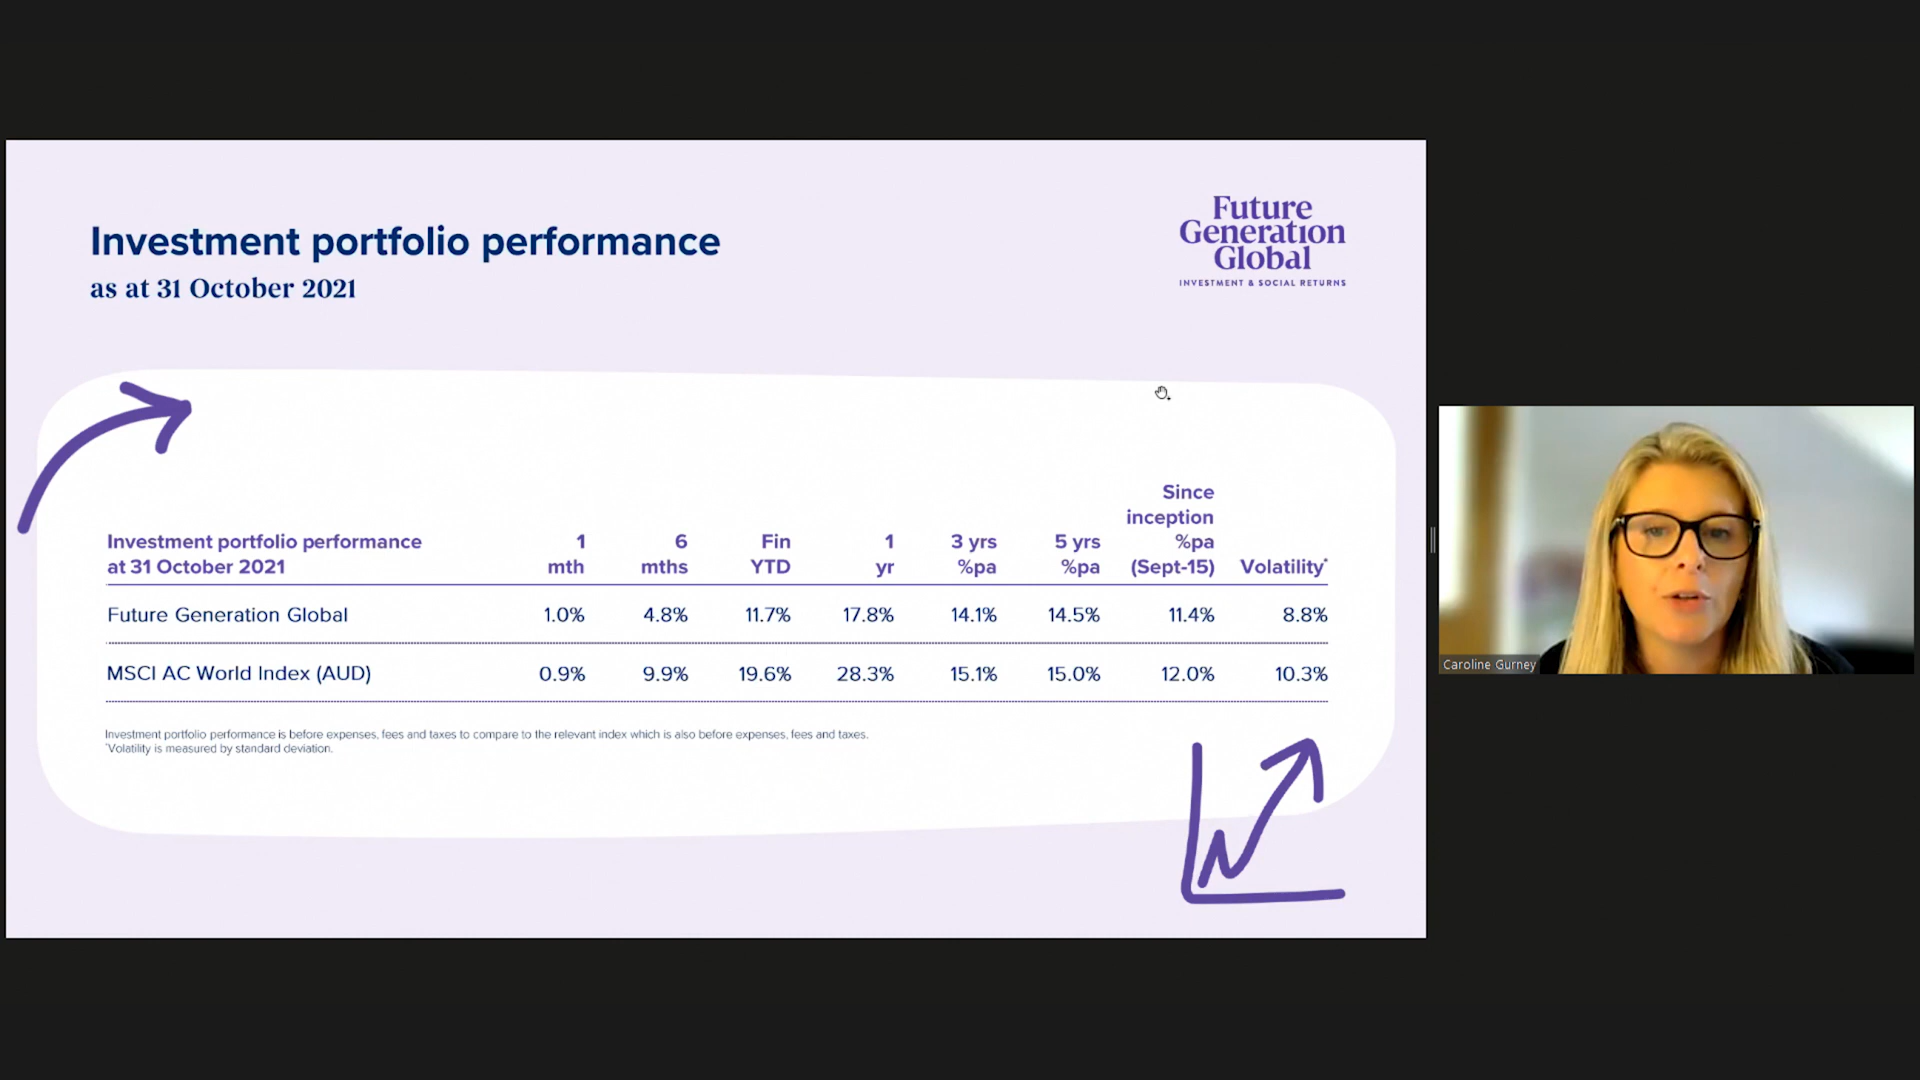 Investment portfolio performance
as at 31 October 2021
Future
Generation
Global
INVESTMENT & SOCIAL RETURNS
Investment portfolio performance
at 31 October 2021
1
mth
6
mths
Fin
YTD
1
yr
3 yrs
%pa
5 yrs
%pa
Since
inception
%pa
(Sept-15)
Volatility*
Future Generation Global 1.0% 4.8% 11.7% 17.8% 14.1% 14.5% 11.4% 8.8%
MSCI AC World Index (AUD) 0.9% 9.9% 19.6% 28.3% 15.1% 15.0% 12.0% 10.3%
Investment portfolio performance is before expenses, fees and taxes to compare to the relevant index which is also before expenses, fees and taxes.
*Volatility is measured by standard deviation.
Caroline Gurney